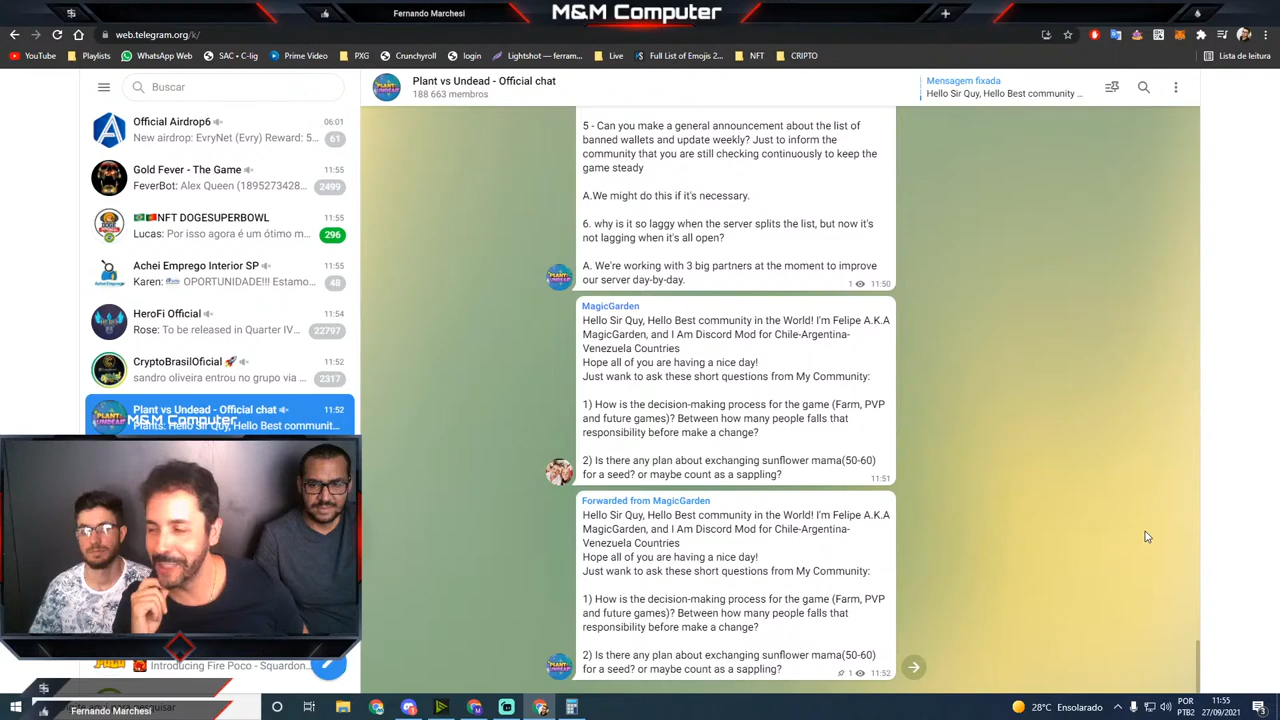 Fernando Marchesi
M&M Computer
web.telegram.org/k/
YouTube
Playlists
WhatsApp Web
SAC • C-lig
Prime Video
PXG
Crunchyroll
login
Lightshot — ferram...
Live
Full List of Zombie...
NFT
CRIPTO
Lista de leitura
Buscar
Official Airdrop6
06:01
New airdrop: EvryNet (Evry) Reward: 5...
61
Gold Fever - The Game
11:55
FeverBot: Alex Queen (1895273428...
2499
NFT DOGESUPERBOWL
11:55
Lucas: Por isso agora é um ótimo m...
296
Achei Emprego Interior SP
11:55
Karen: OPORTUNIDADE!!! Estamo...
48
HeroFi Official
11:54
Rose: To be released in Quarter IV...
22797
CryptoBrasilOficial 🚀
11:52
sandro oliveira entrou no grupo via ...
2317
Plant vs Undead - Official chat
11:52
M&M Computer
Plants: Hello Sir Quy, Hello Best communit...
Introducing Fire Poco - Squardon...
Plant vs Undead - Official chat
188 663 membros
Mensagem fixada
Hello Sir Quy, Hello Best community ...
5 - Can you make a general announcement about the list of
banned wallets and update weekly? Just to inform the
community that you are still checking continuously to keep the
game steady
A.We might do this if it's necessary.
6. why is it so laggy when the server splits the list, but now it's
not lagging when it's all open?
A. We're working with 3 big partners at the moment to improve
our server day-by-day.
1 11:50
MagicGarden
Hello Sir Quy, Hello Best community in the World! I'm Felipe A.K.A
MagicGarden, and I Am Discord Mod for Chile-Argentina-
Venezuela Countries
Hope all of you are having a nice day!
Just wank to ask these short questions from My Community:
1) How is the decision-making process for the game (Farm, PVP
and future games)? Between how many people falls that
responsibility before make a change?
2) Is there any plan about exchanging sunflower mama(50-60)
for a seed? or maybe count as a sappling?
11:51
Forwarded from MagicGarden
Hello Sir Quy, Hello Best community in the World! I'm Felipe A.K.A
MagicGarden, and I Am Discord Mod for Chile-Argentina-
Venezuela Countries
Hope all of you are having a nice day!
Just wank to ask these short questions from My Community:
1) How is the decision-making process for the game (Farm, PVP
and future games)? Between how many people falls that
responsibility before make a change?
2) Is there any plan about exchanging sunflower mama(50-60)
for a seed? or maybe count as a sappling?
1 11:52
aqui para pesquisar
Fernando Marchesi
28°C Ensolarado
POR
PTB2
11:55
27/09/2021